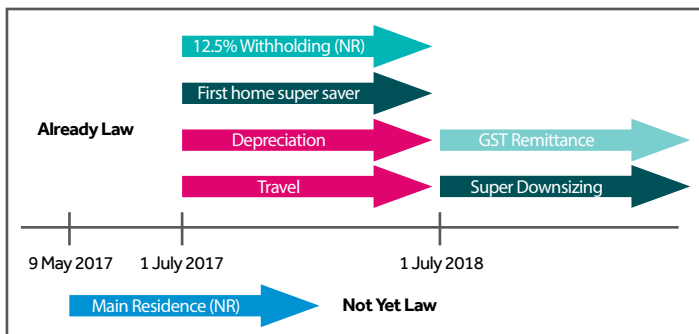 12.5% Withholding (NR)
First home super saver
Already Law
Depreciation
GST Remittance
Travel
Super Downsizing
9 May 2017
1 July 2017
1 July 2018
Main Residence (NR)
Not Yet Law